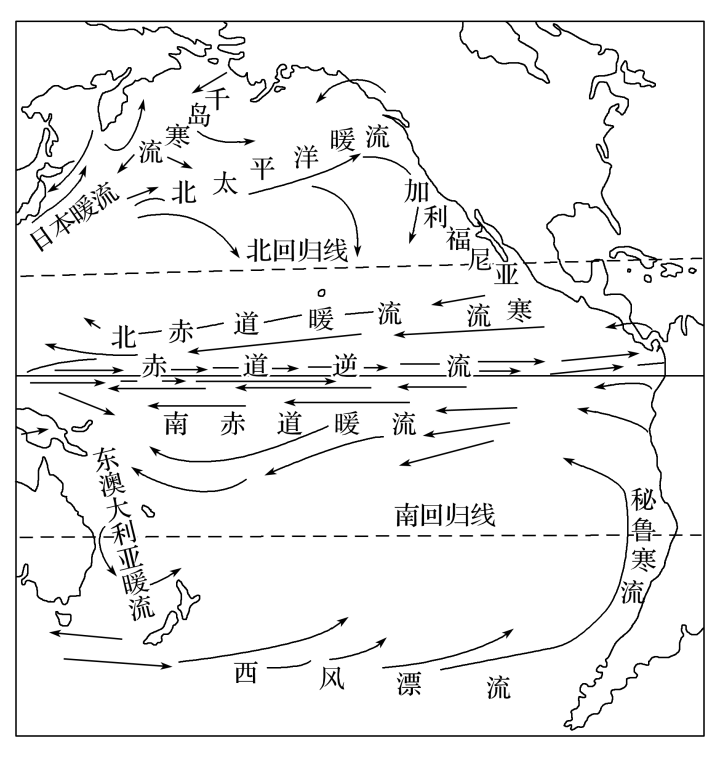 千岛寒流
北太平洋暖流
日本暖流
加利福尼亚寒流
北回归线
北赤道暖流
赤道逆流
南赤道暖流
东澳大利亚暖流
南回归线
秘鲁寒流
西风漂流